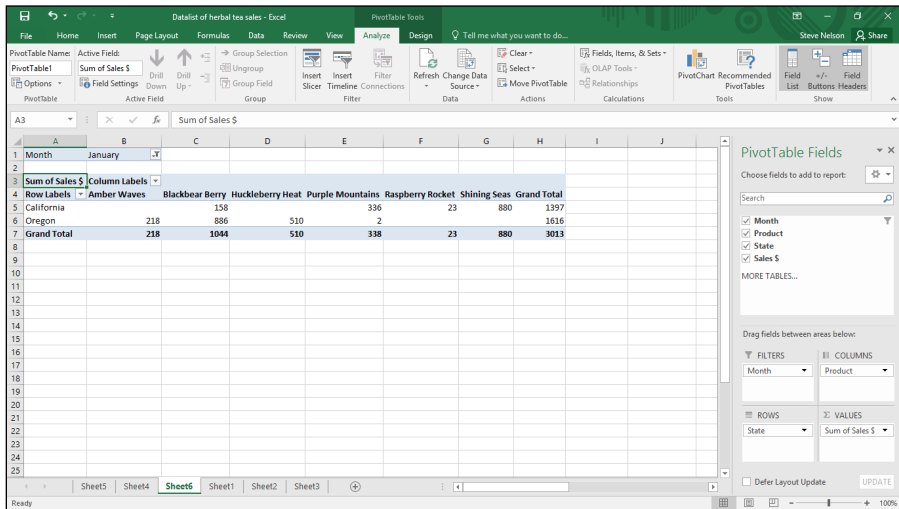 Datalist of herbal tea sales - Excel
PivotTable Tools
File Home Insert Page Layout Formulas Data Review View Analyze Design Tell me what you want to do... Steve Nelson Share
PivotTable Name: Active Field:
PivotTable1 Sum of Sales $
Options Field Settings
Drill Down
Drill Up
Group Selection
Ungroup
Group Field
Insert Slicer
Insert Timeline
Filter Connections
Refresh
Change Data Source
Clear
Select
Move PivotTable
Fields, Items, & Sets
OLAP Tools
Relationships
PivotChart
Recommended PivotTables
Field List
+/- Buttons
Field Headers
PivotTable Active Field Group Filter Data Actions Calculations Tools Show
A3 fx Sum of Sales $
A B C D E F G H I J
1 Month January
2
3 Sum of Sales $ Column Labels
4 Row Labels Amber Waves Blackbear Berry Huckleberry Heat Purple Mountains Raspberry Rocket Shining Seas Grand Total
5 California 158 336 23 880 1397
6 Oregon 218 886 510 2 1616
7 Grand Total 218 1044 510 338 23 880 3013
8
9
10
11
12
13
14
15
16
17
18
19
20
21
22
23
24
25
PivotTable Fields
Choose fields to add to report:
Search
Month
Product
State
Sales $
MORE TABLES...
Drag fields between areas below:
FILTERS COLUMNS
Month Product
ROWS Σ VALUES
State Sum of Sales $
Defer Layout Update UPDATE
Sheet5 Sheet4 Sheet6 Sheet1 Sheet2 Sheet3
Ready 100%